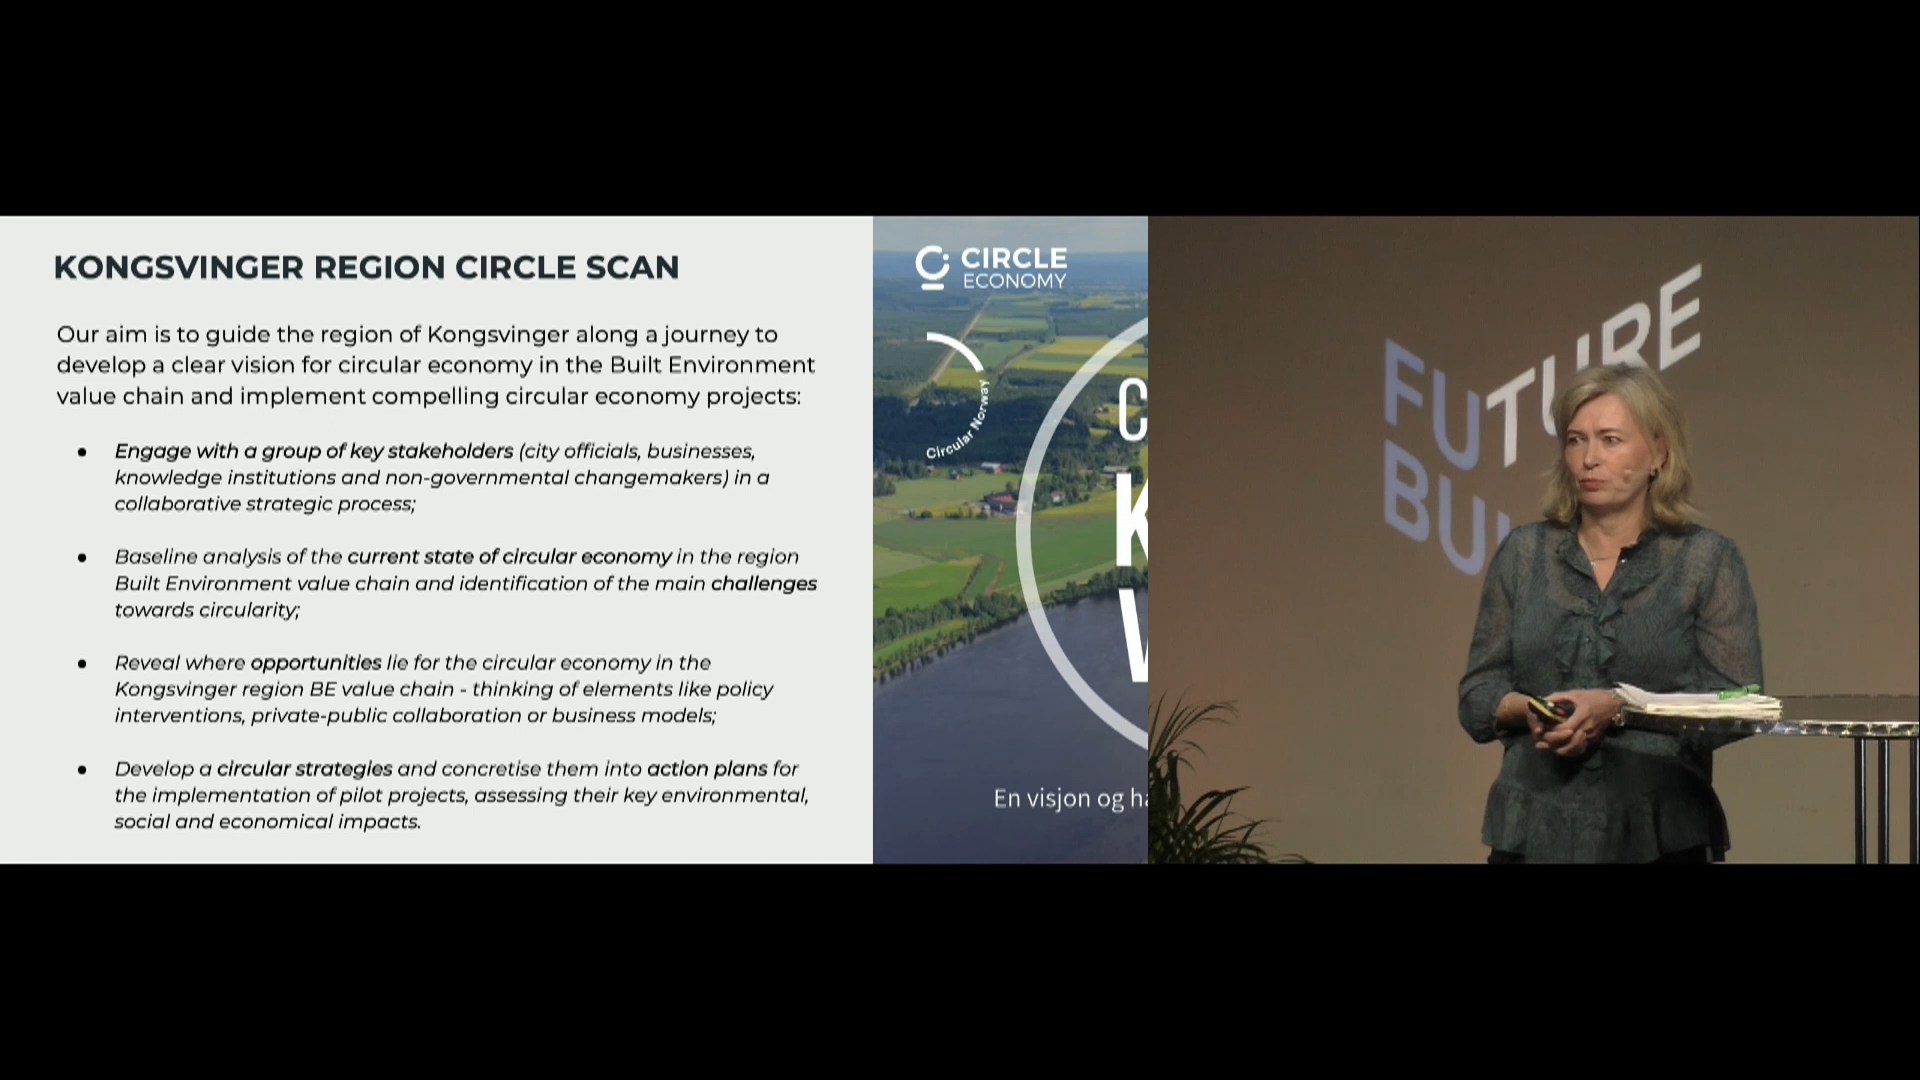 KONGSVINGER REGION CIRCLE SCAN
Our aim is to guide the region of Kongsvinger along a journey to
develop a clear vision for circular economy in the Built Environment
value chain and implement compelling circular economy projects:
● Engage with a group of key stakeholders (city officials, businesses,
knowledge institutions and non-governmental changemakers) in a
collaborative strategic process;
● Baseline analysis of the current state of circular economy in the region
Built Environment value chain and identification of the main challenges
towards circularity;
● Reveal where opportunities lie for the circular economy in the
Kongsvinger region BE value chain - thinking of elements like policy
interventions, private-public collaboration or business models;
● Develop a circular strategies and concretise them into action plans for
the implementation of pilot projects, assessing their key environmental,
social and economical impacts.
CIRCLE
ECONOMY
Circular Norway
C
K
En visjon og
FUTURE
BU